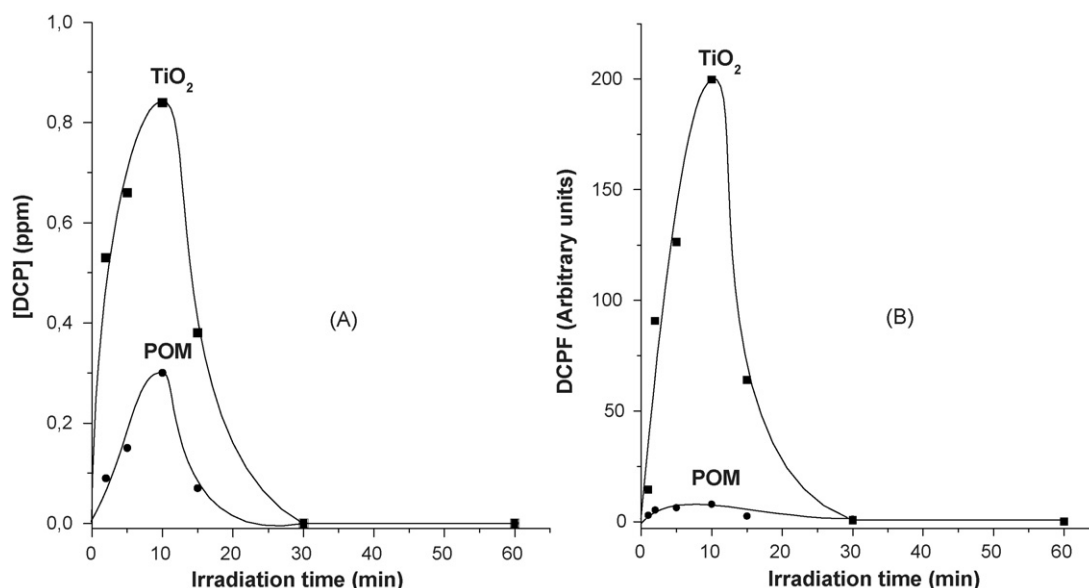 1,0
0,8
0,6
0,4
0,2
0,0
[DCP] (ppm)
TiO₂
POM
(A)
0 10 20 30 40 50 60
Irradiation time (min)
200
150
100
50
0
DCPF (Arbitrary units)
TiO₂
POM
(B)
0 10 20 30 40 50 60
Irradiation time (min)